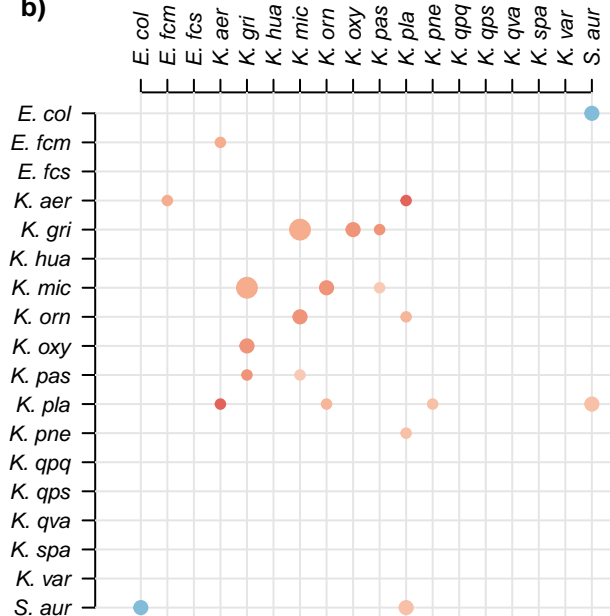 b)
E. col
E. fcm
E. fcs
K. aer
K. gri
K. hua
K. mic
K. orn
K. oxy
K. pas
K. pla
K. pne
K. qpq
K. qps
K. qva
K. spa
K. var
S. aur
E. col
E. fcm
E. fcs
K. aer
K. gri
K. hua
K. mic
K. orn
K. oxy
K. pas
K. pla
K. pne
K. qpq
K. qps
K. qva
K. spa
K. var
S. aur